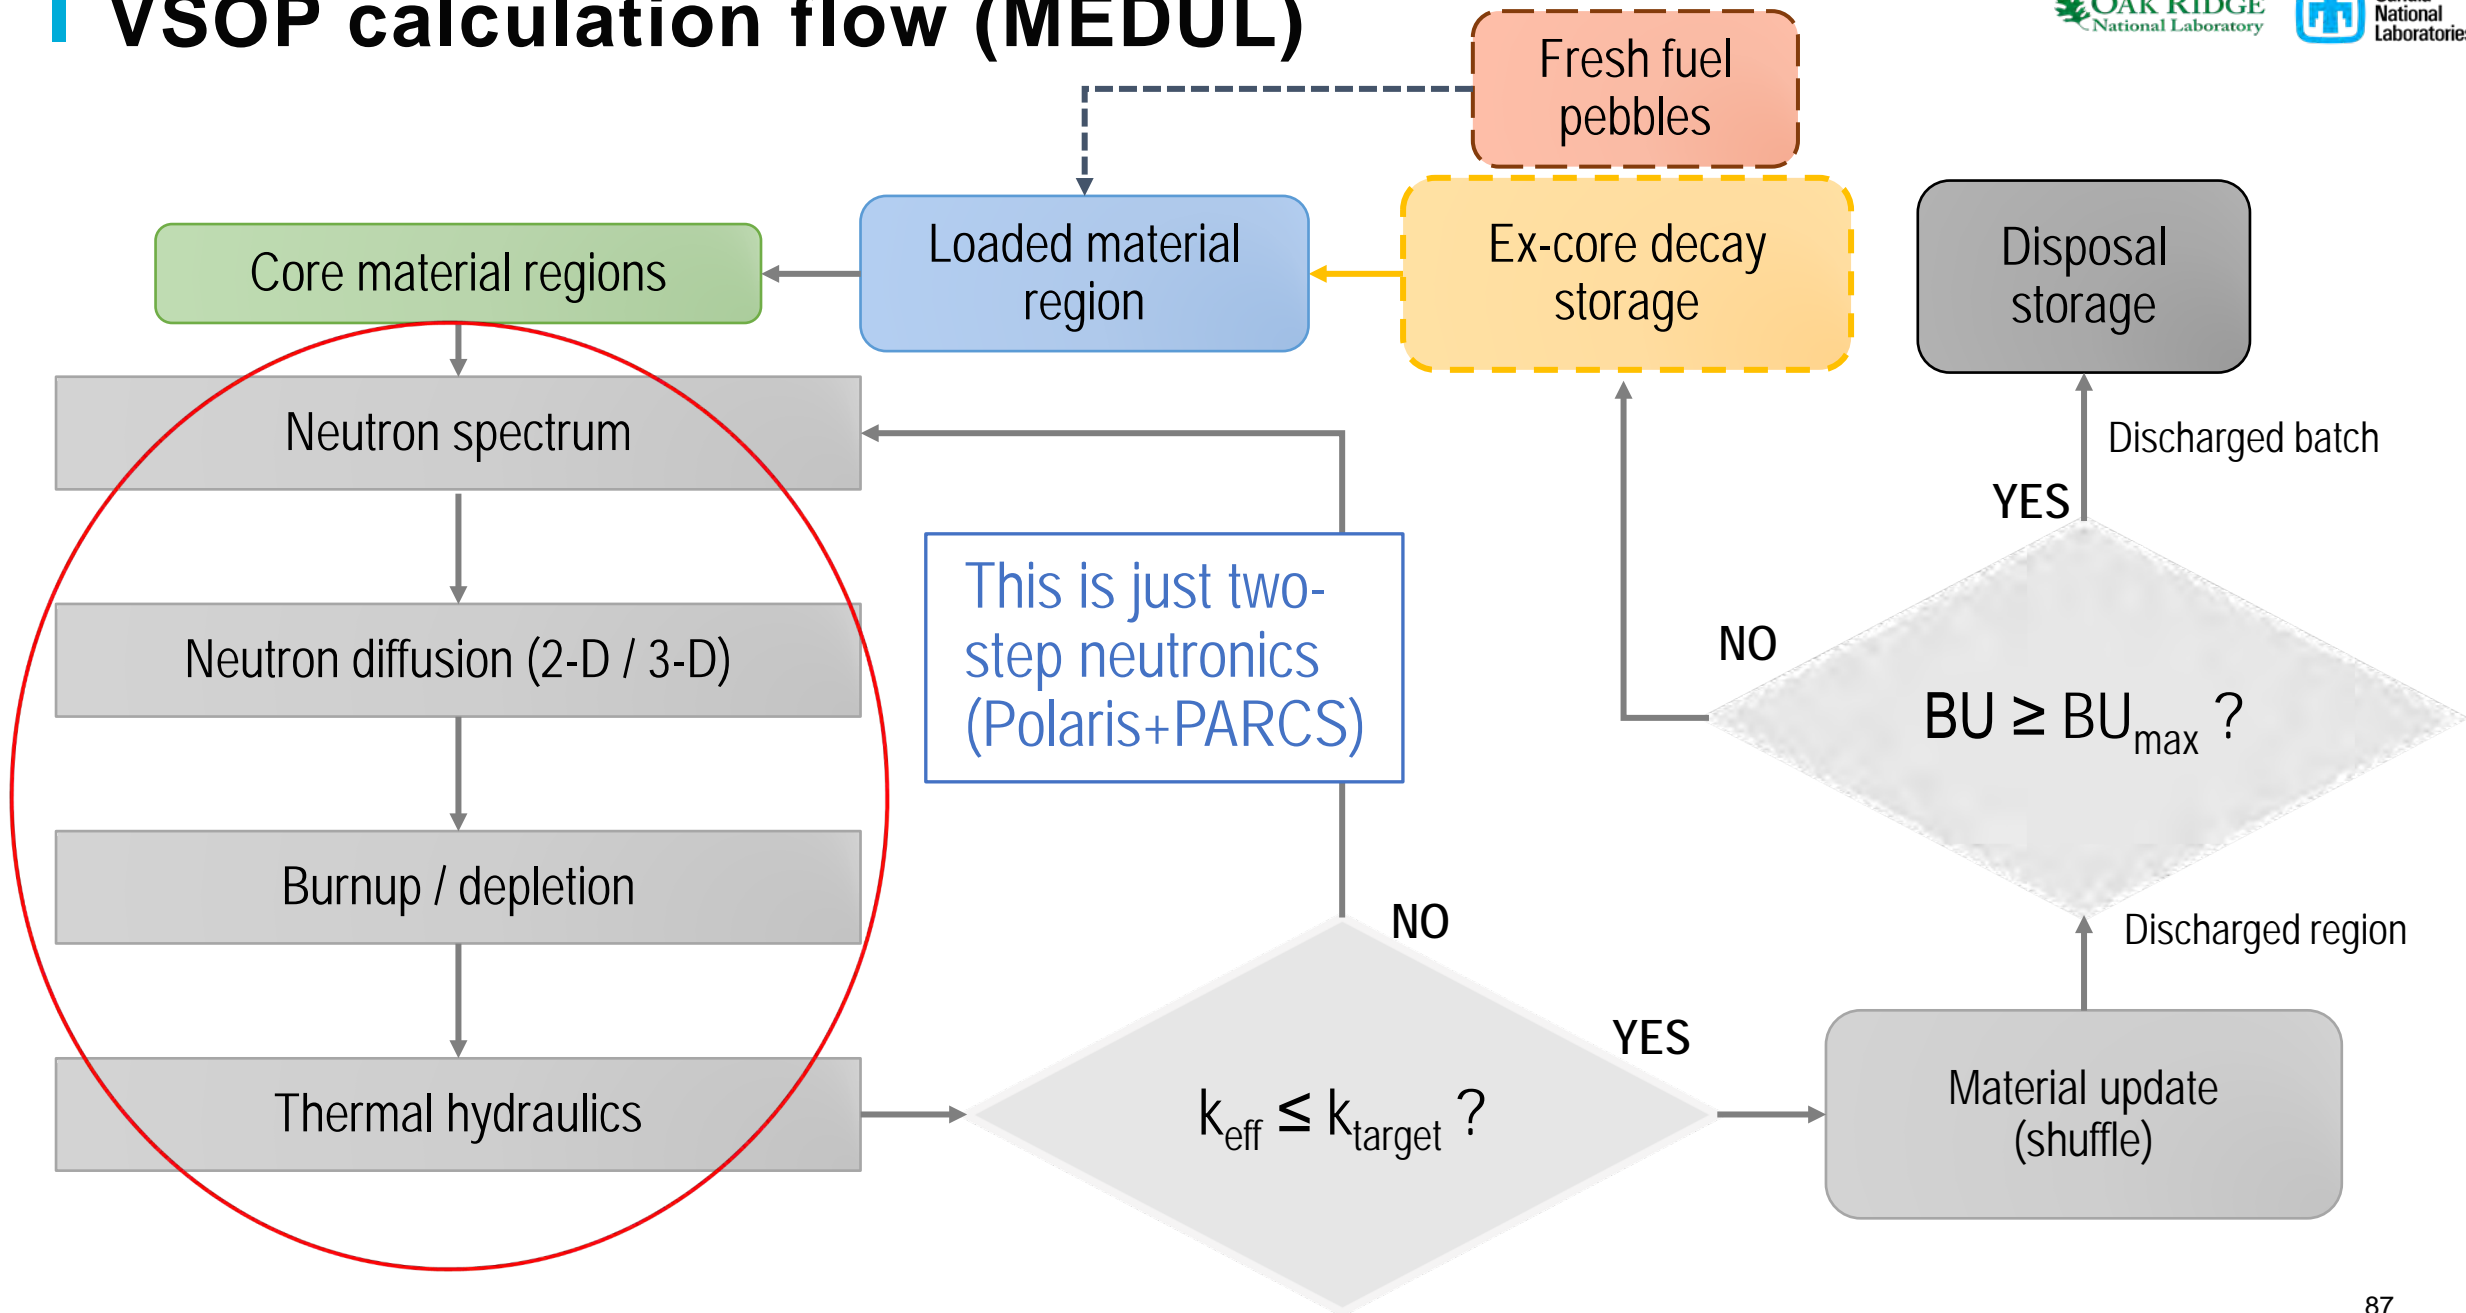 VSOP calculation flow (MEDUL)
OAK RIDGE
National Laboratory
National
Laboratories
Fresh fuel
pebbles
Core material regions
Loaded material
region
Ex-core decay
storage
Disposal
storage
Neutron spectrum
Discharged batch
YES
This is just two-
step neutronics
(Polaris+PARCS)
Neutron diffusion (2-D / 3-D)
NO
BU ≥ BUmax ?
Burnup / depletion
NO
Discharged region
YES
Thermal hydraulics
keff ≤ ktarget ?
Material update
(shuffle)
87